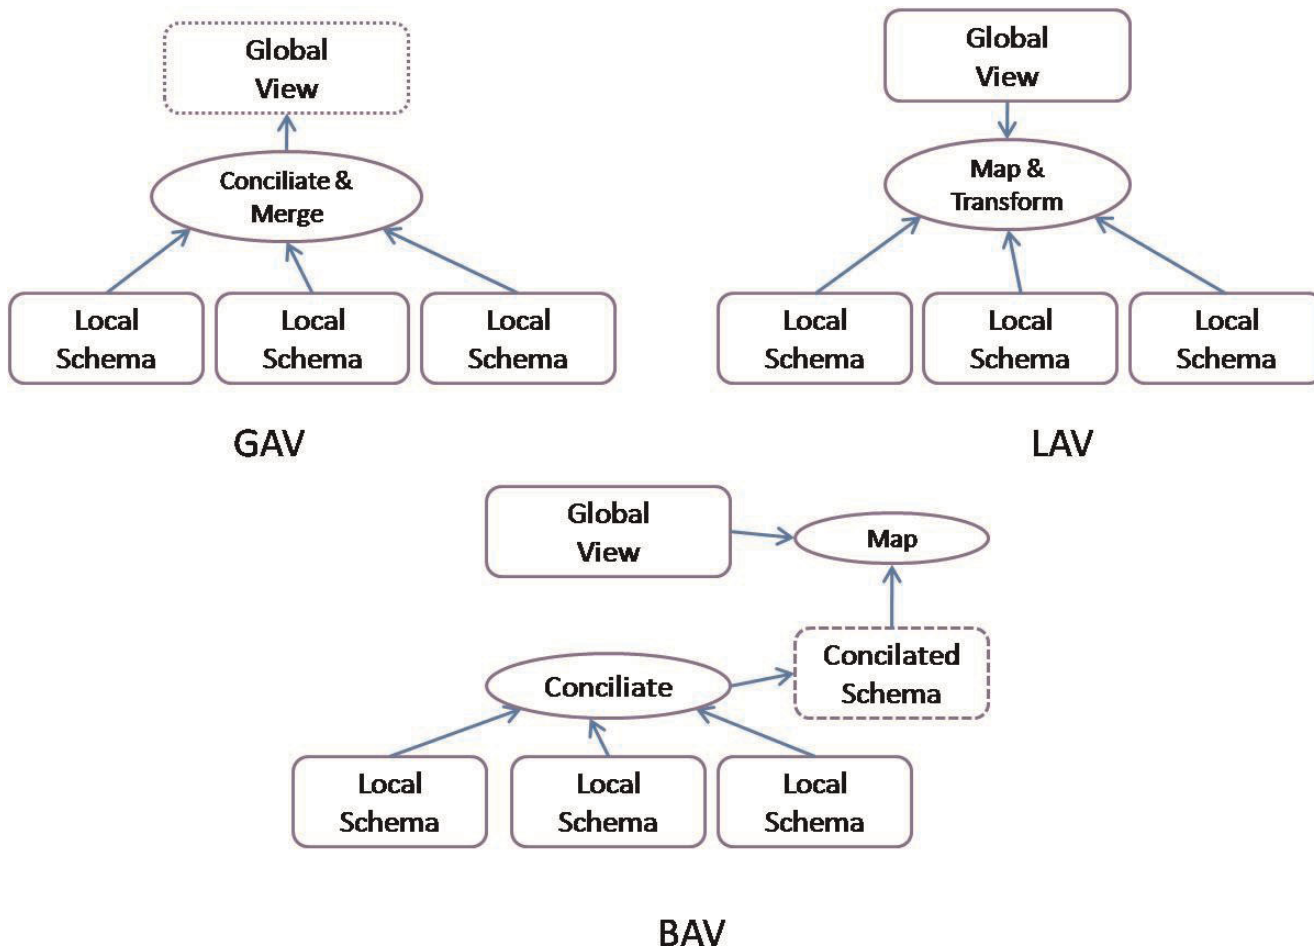 Global
View
Conciliate &
Merge
Local
Schema
Local
Schema
Local
Schema
GAV
Global
View
Map &
Transform
Local
Schema
Local
Schema
Local
Schema
LAV
Global
View
Map
Concilated
Schema
Conciliate
Local
Schema
Local
Schema
Local
Schema
BAV